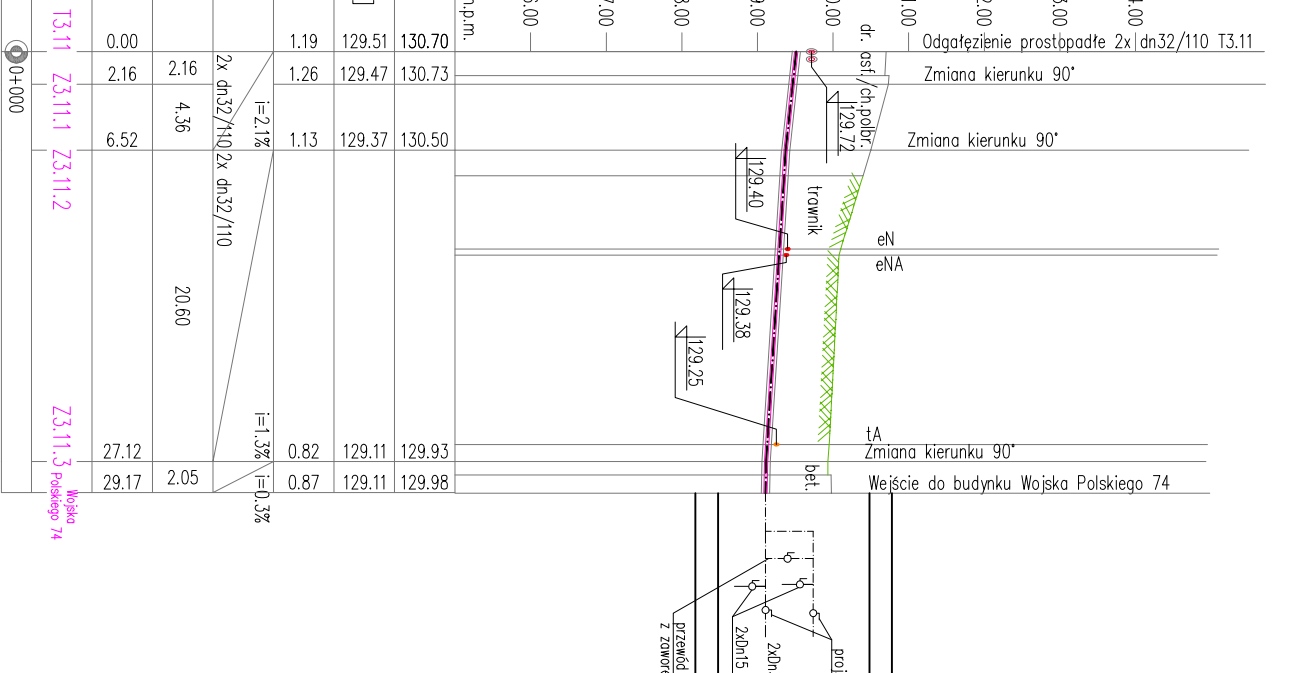 Odgałęzienie prostopadłe 2x dn32/110 T3.11
Zmiana kierunku 90°
Zmiana kierunku 90°
eN
eNA
tA
Zmiana kierunku 90°
Wejście do budynku Wojska Polskiego 74
4.00
3.00
2.00
1.00
0.00
9.00
8.00
7.00
6.00
n.p.m.
dr. asf./ch.polbr.
trawnik
bet.
129.72
129.40
129.38
129.25
130.70
130.73
130.50
129.93
129.98
129.51
129.47
129.37
129.11
129.11
1.19
1.26
1.13
0.82
0.87
i=2.1%
i=1.3%
i=0.3%
2x dn32/110
2x dn32/110
2.16
4.36
20.60
2.05
0.00
2.16
6.52
27.12
29.17
T3.11
Z3.11.1
Z3.11.2
Z3.11.3
Wojska
Polskiego 74
0+000
przewód
2xDn15